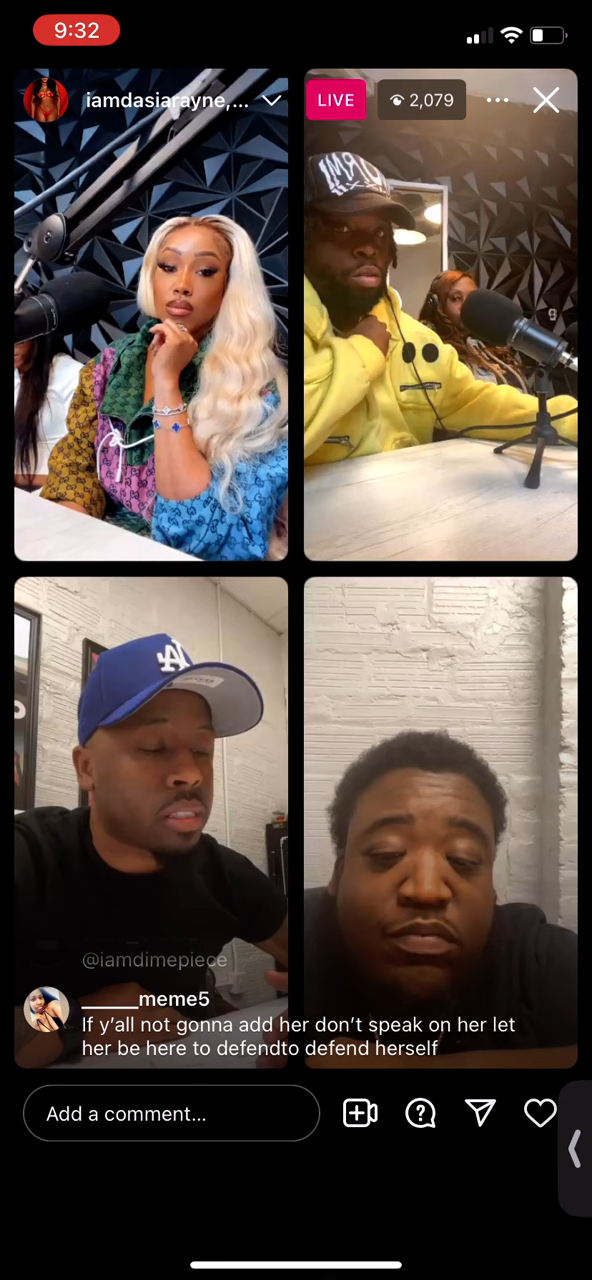 9:32
iamdasiarayne,...
LIVE
2,079
LA
@iamdimepiece
_____meme5
If y'all not gonna add her don't speak on her let
her be here to defendto defend herself
Add a comment...